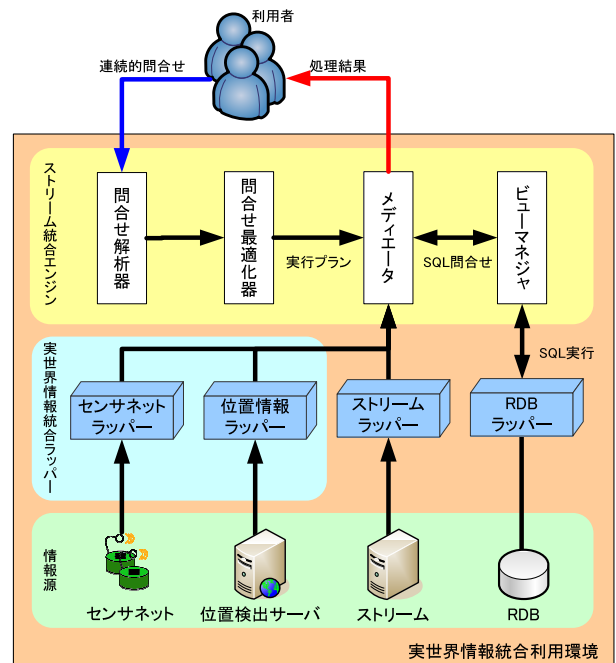 利用者
連続的問合せ
処理結果
ストリーム統合エンジン
問合せ解析器
問合せ最適化器
メディエータ
ビューマネジャ
実行プラン
SQL問合せ
SQL実行
実世界情報統合ラッパー
センサネット
ラッパー
位置情報
ラッパー
ストリーム
ラッパー
RDB
ラッパー
情報源
センサネット
位置検出サーバ
ストリーム
RDB
実世界情報統合利用環境